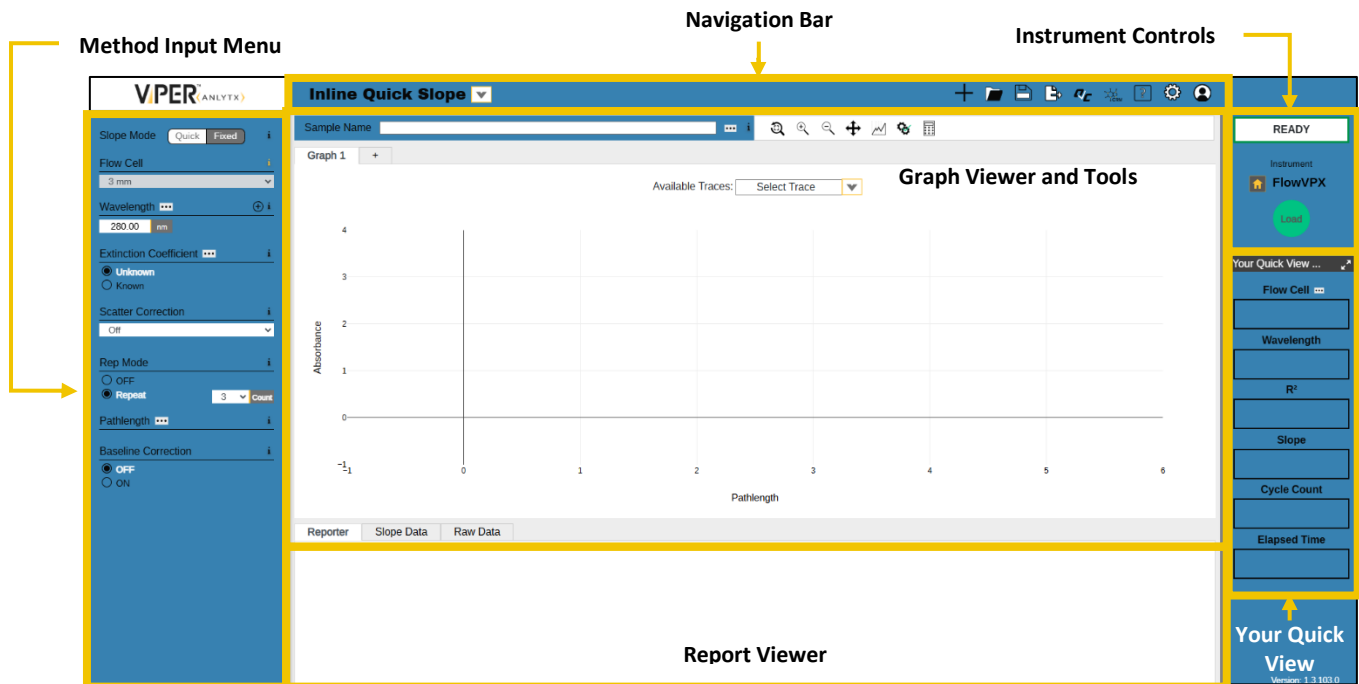 Navigation Bar
Method Input Menu
Instrument Controls
VIPER™ ANLYTX
Inline Quick Slope
Slope Mode Quick Fixed i
Flow Cell i
3 mm
Wavelength ... i
280.00 nm
Extinction Coefficient ... i
Unknown
Known
Scatter Correction i
Off
Rep Mode i
OFF
Repeat 3 Count
Pathlength ... i
Baseline Correction i
OFF
ON
Sample Name ... i
Graph 1 +
Available Traces: Select Trace
Graph Viewer and Tools
4
3
2
1
0
−1
Absorbance
−1 0 1 2 3 4 5 6
Pathlength
Reporter Slope Data Raw Data
Report Viewer
READY
Instrument
FlowVPX
Load
Your Quick View ...
Flow Cell ...
Wavelength
R²
Slope
Cycle Count
Elapsed Time
Your Quick
View
Version: 1.3.103.0